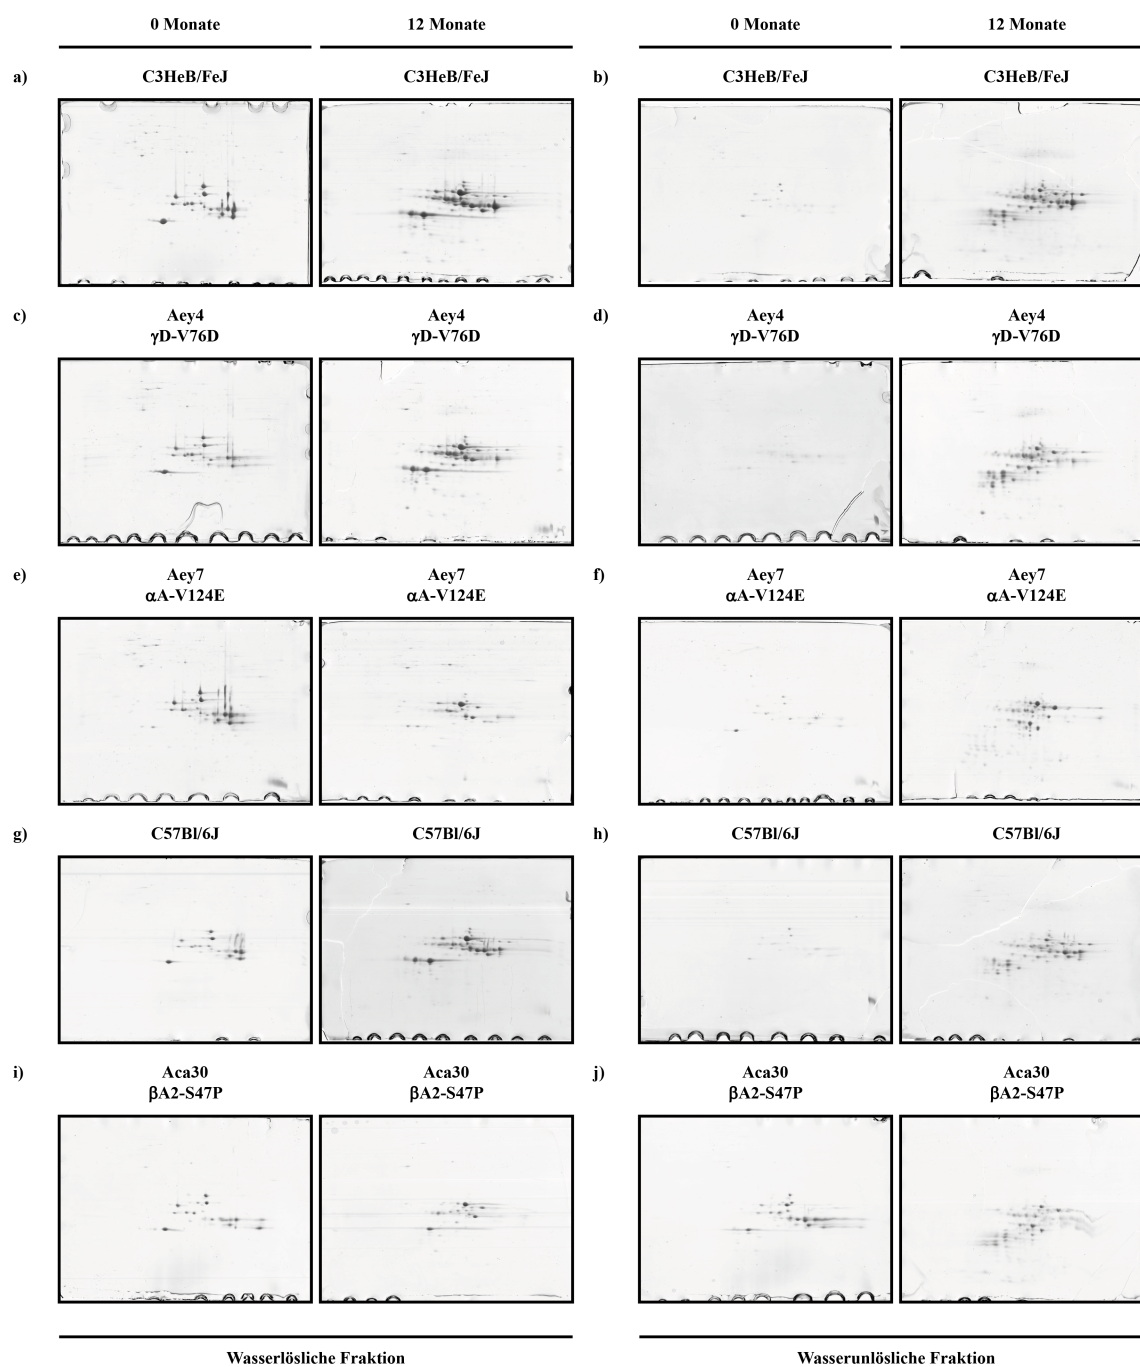 0 Monate 12 Monate 0 Monate 12 Monate
a) C3HeB/FeJ C3HeB/FeJ b) C3HeB/FeJ C3HeB/FeJ
c) Aey4 Aey4 d) Aey4 Aey4
γD-V76D γD-V76D γD-V76D γD-V76D
e) Aey7 Aey7 f) Aey7 Aey7
αA-V124E αA-V124E αA-V124E αA-V124E
g) C57Bl/6J C57Bl/6J h) C57Bl/6J C57Bl/6J
i) Aca30 Aca30 j) Aca30 Aca30
βA2-S47P βA2-S47P βA2-S47P βA2-S47P
Wasserlösliche Fraktion Wasserunlösliche Fraktion